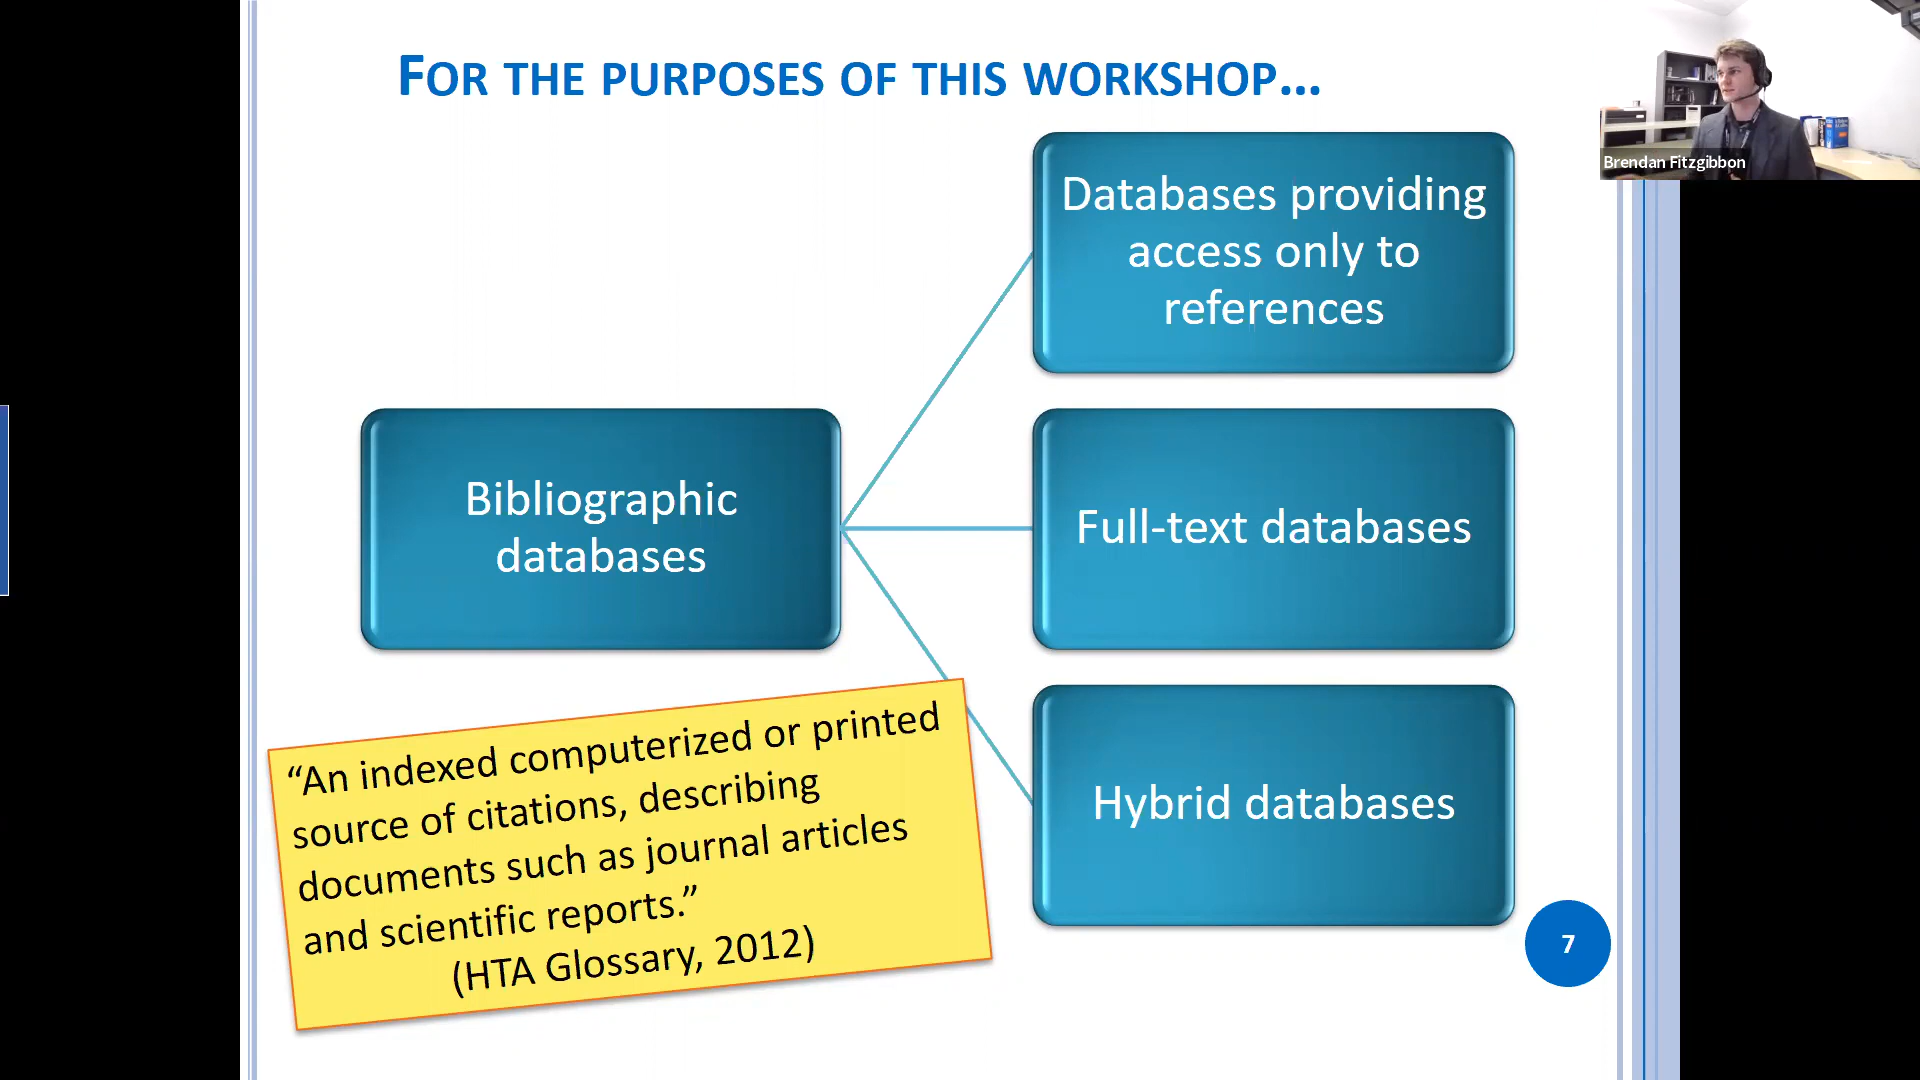 FOR THE PURPOSES OF THIS WORKSHOP...
Brendan Fitzgibbon
Databases providing
access only to
references
Bibliographic
databases
Full-text databases
Hybrid databases
“An indexed computerized or printed
source of citations, describing
documents such as journal articles
and scientific reports.”
(HTA Glossary, 2012)
7